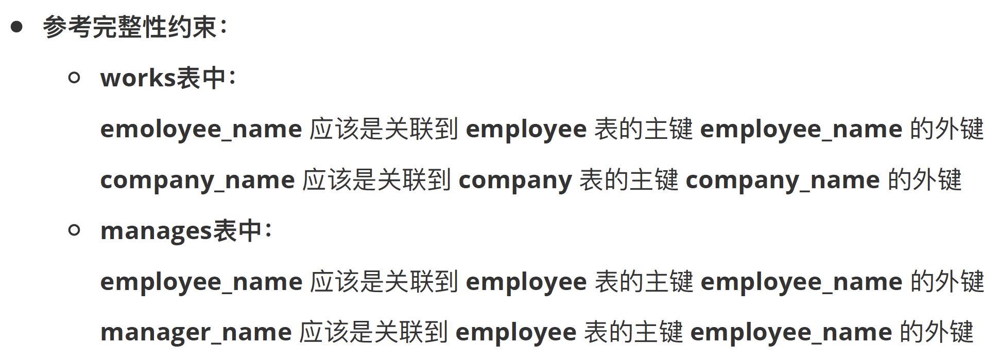 参考完整性约束：
works表中：
emoloyee_name 应该是关联到 employee 表的主键 employee_name 的外键
company_name 应该是关联到 company 表的主键 company_name 的外键
manages表中：
employee_name 应该是关联到 employee 表的主键 employee_name 的外键
manager_name 应该是关联到 employee 表的主键 employee_name 的外键